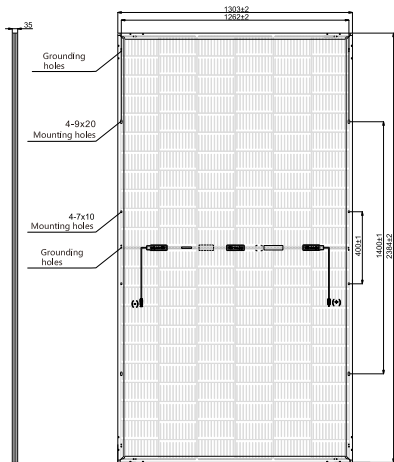 1303±2
1262±2
35
Grounding
holes
4-9x20
Mounting holes
4-7x10
Mounting holes
Grounding
holes
400±1
1400±1
2384±2
(-)
(+)